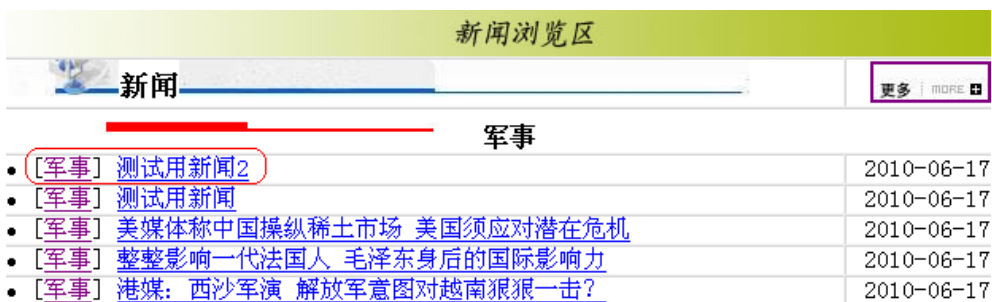 新闻浏览区
新闻 更多 MORE
军事
• [军事] 测试用新闻2 2010-06-17
• [军事] 测试用新闻 2010-06-17
• [军事] 美媒体称中国操纵稀土市场 美国须应对潜在危机 2010-06-17
• [军事] 整整影响一代法国人 毛泽东身后的国际影响力 2010-06-17
• [军事] 港媒：西沙军演 解放军意图对越南狠狠一击？ 2010-06-17